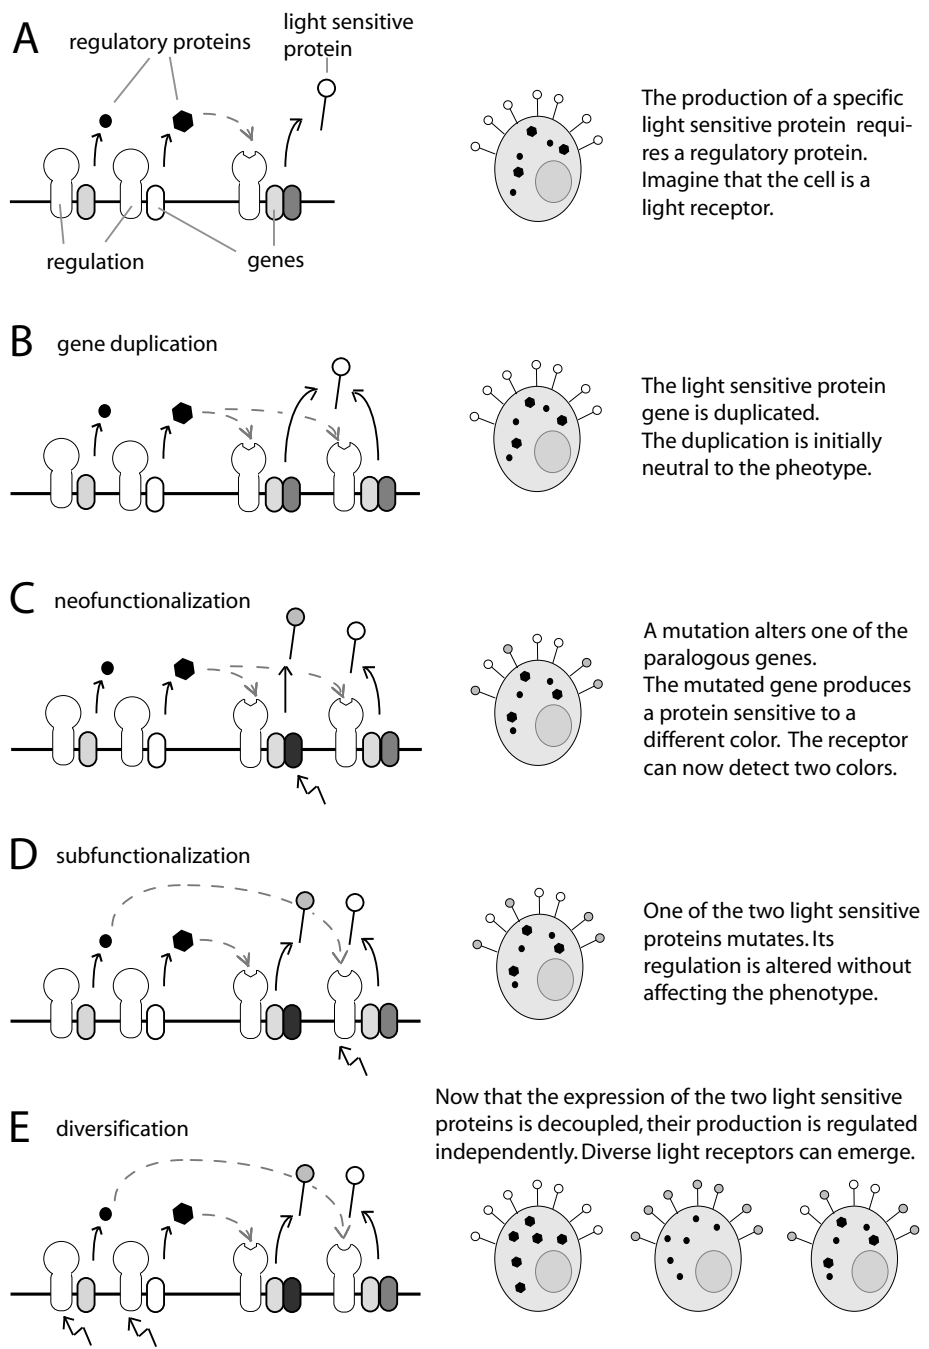 A
regulatory proteins
light sensitive
protein
regulation
genes
The production of a specific
light sensitive protein requi-
res a regulatory protein.
Imagine that the cell is a
light receptor.
B
gene duplication
The light sensitive protein
gene is duplicated.
The duplication is initially
neutral to the pheotype.
C
neofunctionalization
A mutation alters one of the
paralogous genes.
The mutated gene produces
a protein sensitive to a
different color. The receptor
can now detect two colors.
D
subfunctionalization
One of the two light sensitive
proteins mutates. Its
regulation is altered without
affecting the phenotype.
E
diversification
Now that the expression of the two light sensitive
proteins is decoupled, their production is regulated
independently. Diverse light receptors can emerge.